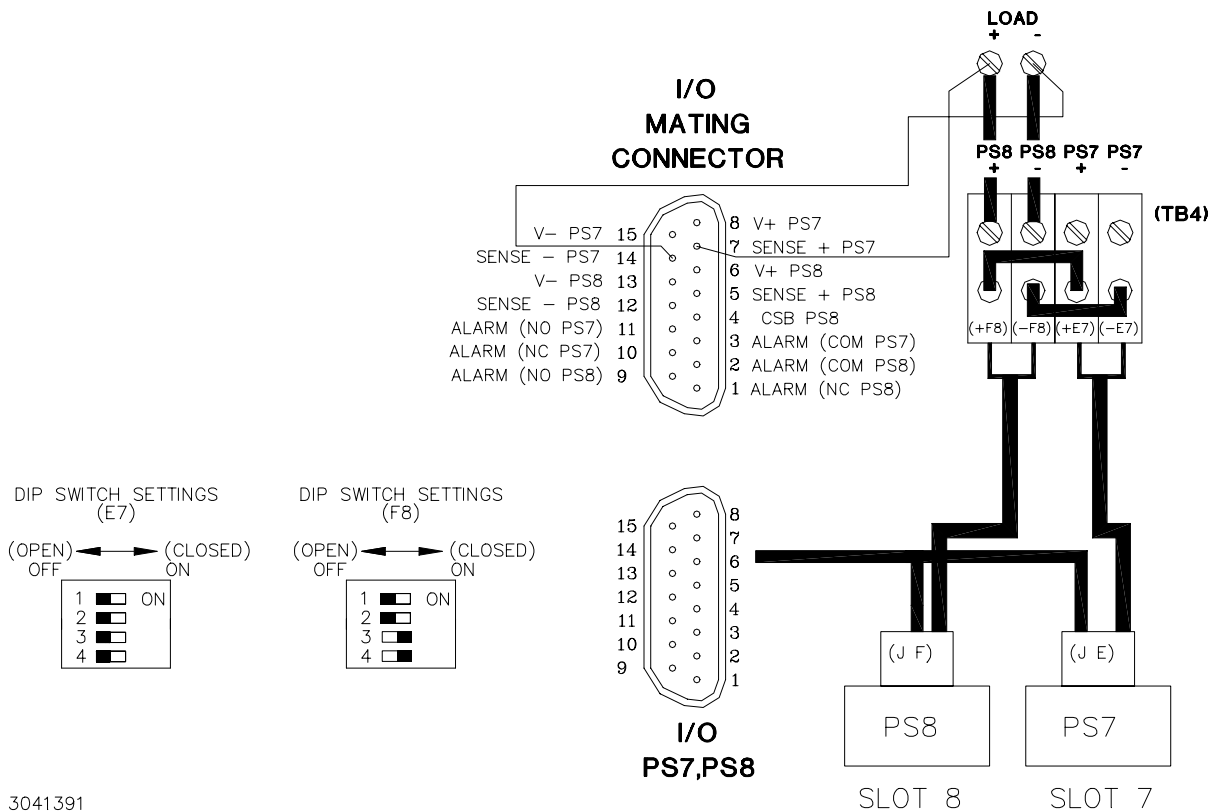 LOAD
+ -
I/O
MATING
CONNECTOR
PS8 PS8 PS7 PS7
+ - + -
(TB4)
V- PS7 15
SENSE - PS7 14
V- PS8 13
SENSE - PS8 12
ALARM (NO PS7) 11
ALARM (NC PS7) 10
ALARM (NO PS8) 9
8 V+ PS7
7 SENSE + PS7
6 V+ PS8
5 SENSE + PS8
4 CSB PS8
3 ALARM (COM PS7)
2 ALARM (COM PS8)
1 ALARM (NC PS8)
(+F8) (-F8) (+E7) (-E7)
DIP SWITCH SETTINGS
(E7)
(OPEN) (CLOSED)
OFF ON
1 ON
2
3
4
DIP SWITCH SETTINGS
(F8)
(OPEN) (CLOSED)
OFF ON
1 ON
2
3
4
15
14
13
12
11
10
9
8
7
6
5
4
3
2
1
I/O
PS7,PS8
(J F)
PS8
SLOT 8
(J E)
PS7
SLOT 7
3041391